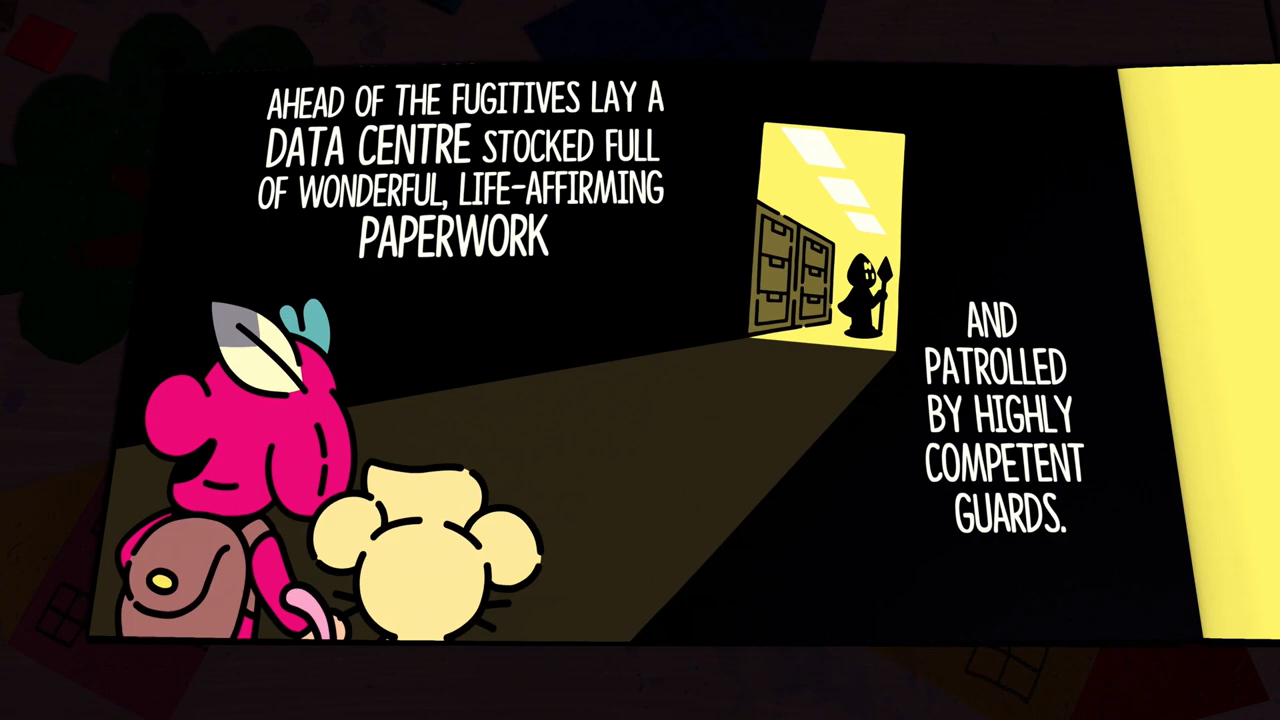 AHEAD OF THE FUGITIVES LAY A
DATA CENTRE STOCKED FULL
OF WONDERFUL, LIFE-AFFIRMING
PAPERWORK
AND
PATROLLED
BY HIGHLY
COMPETENT
GUARDS.